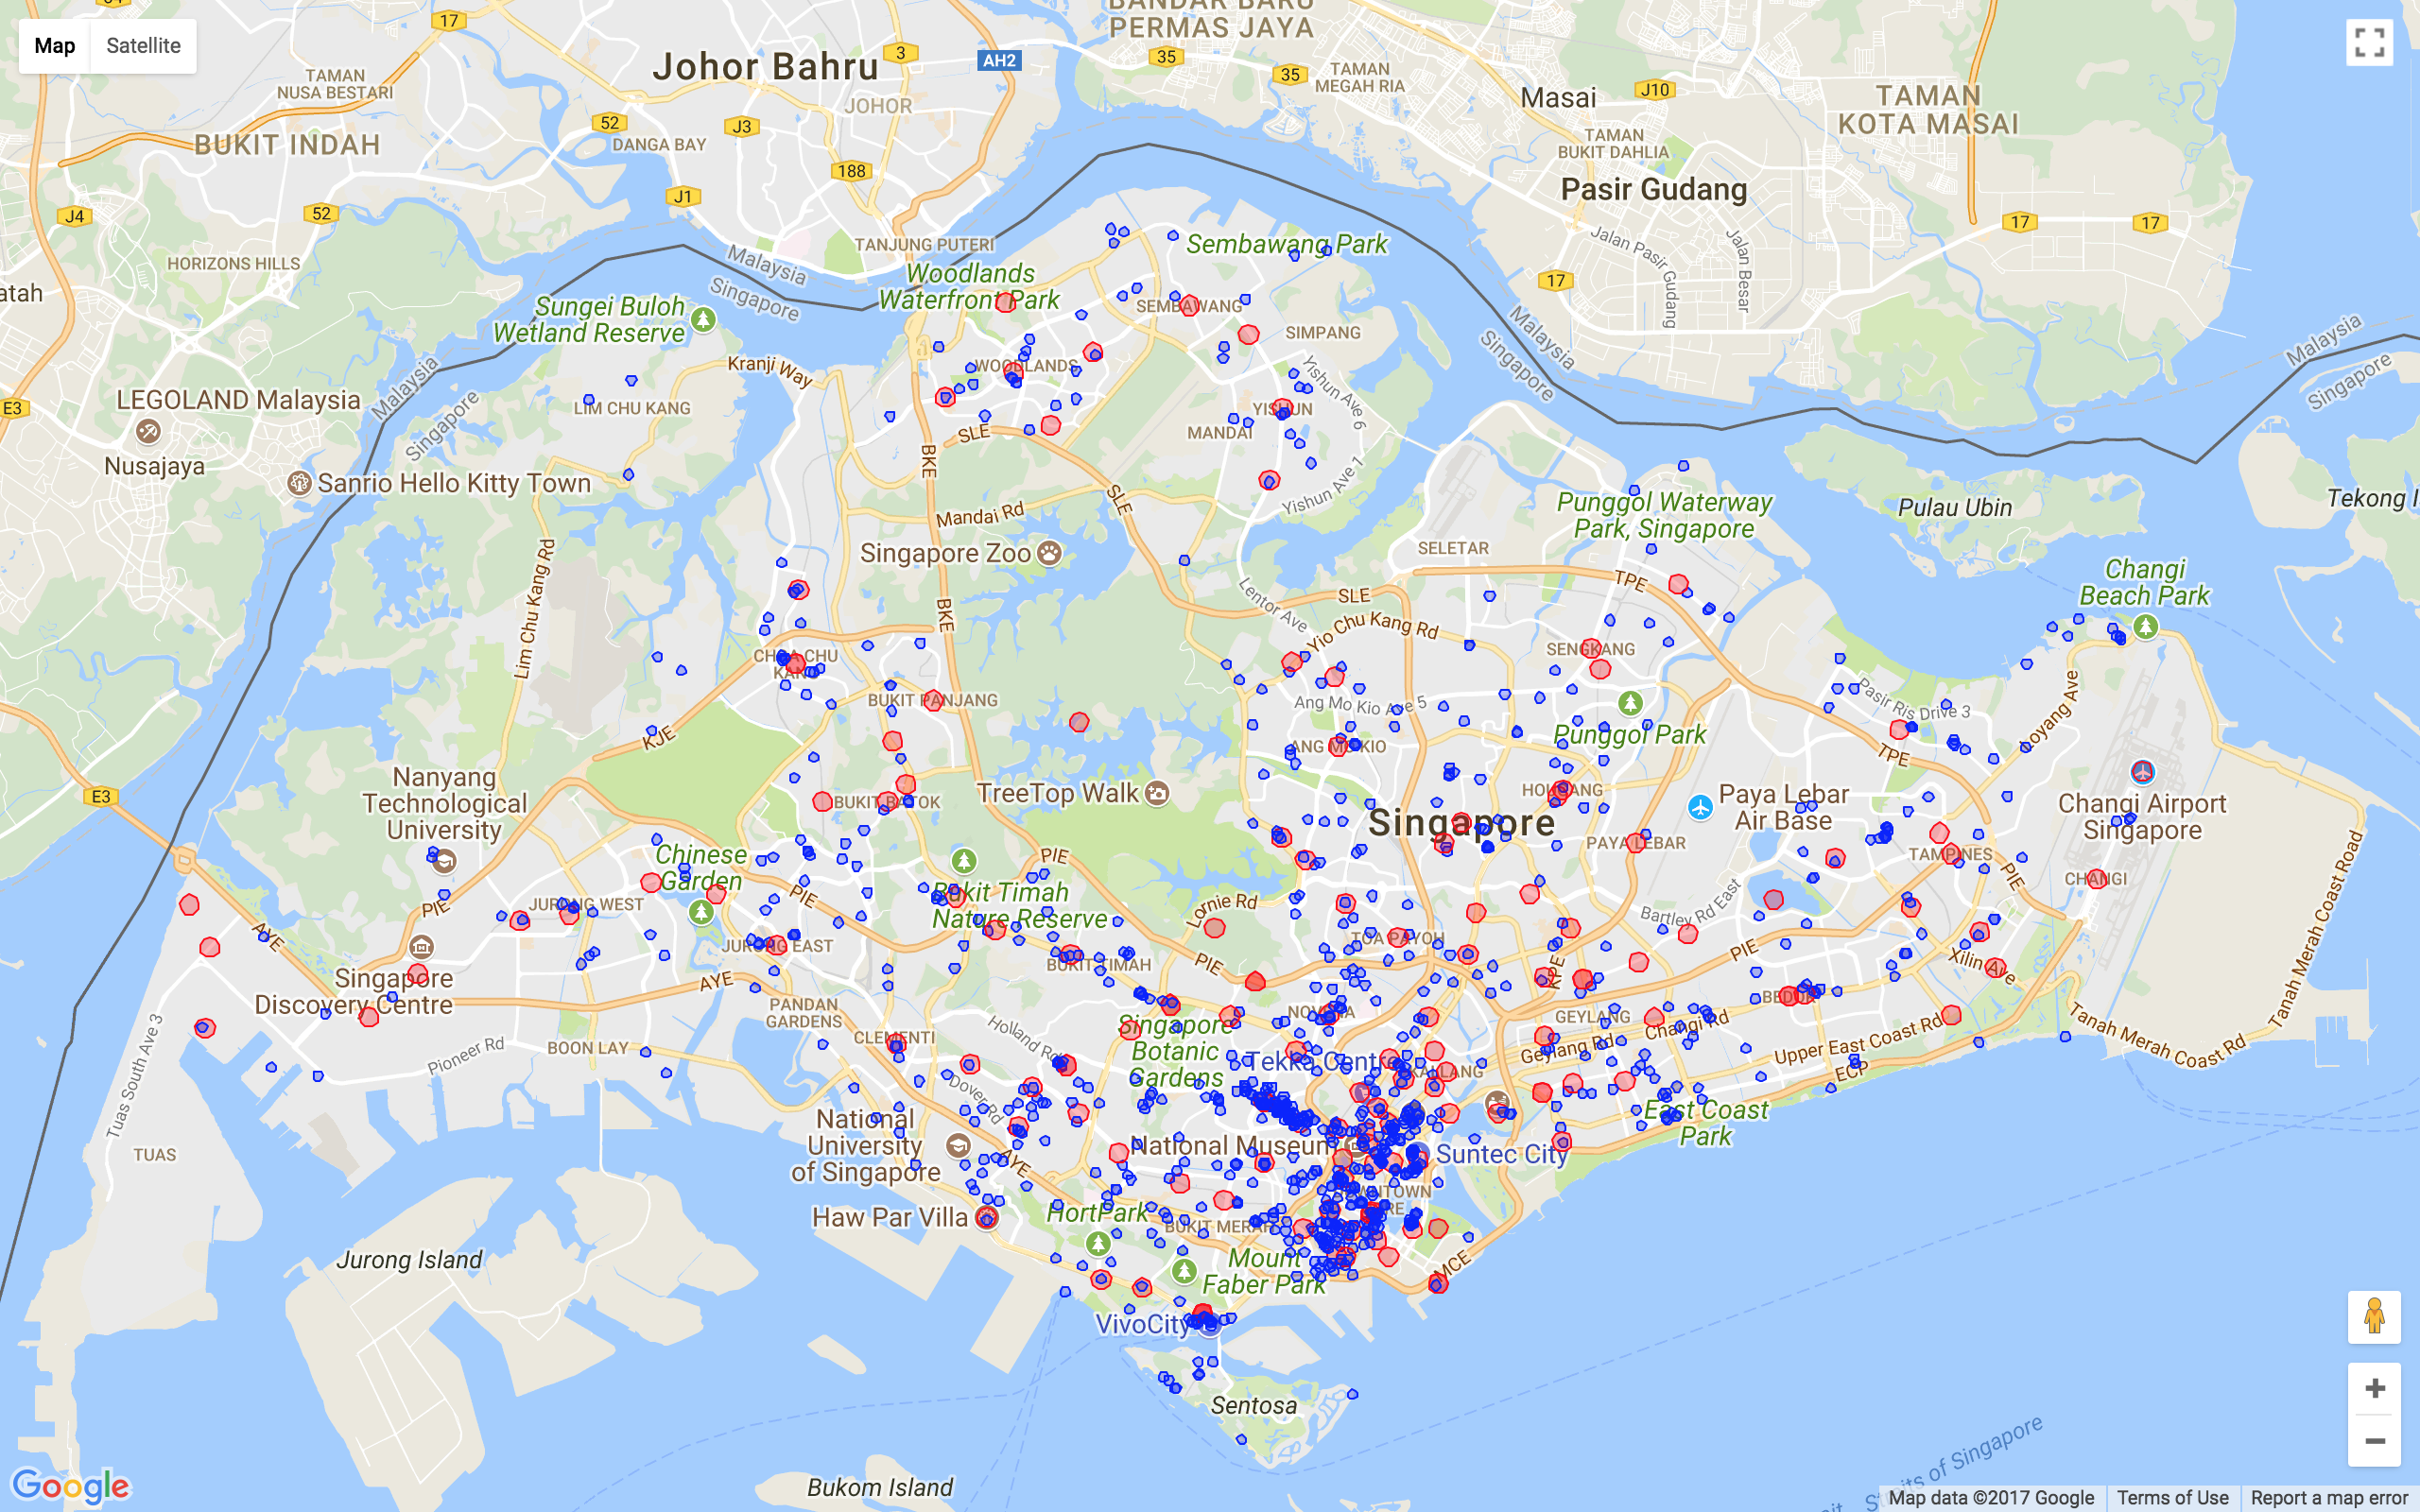 Map
Satellite
17
BANDAR BARU
PERMAS JAYA
Johor Bahru
3
AH2
35
35
TAMAN
NUSA BESTARI
JOHOR
TAMAN
MEGAH RIA
Masai
J10
TAMAN
KOTA MASAI
BUKIT INDAH
52
J3
DANGA BAY
TAMAN
BUKIT DAHLIA
188
J1
Pasir Gudang
J4
52
17
17
TANJUNG PUTERI
Sembawang Park
Jalan Pasir Gudang
Jalan Besar
HORIZONS HILLS
Malaysia
Singapore
Woodlands
Waterfront Park
17
Sungei Buloh
Wetland Reserve
SEMBAWANG
SIMPANG
Malaysia
Singapore
Malaysia
Singapore
Kranji Way
WOODLANDS
Yishun Ave 6
LEGOLAND Malaysia
Malaysia
Singapore
E3
LIM CHU KANG
YISHUN
MANDAI
SLE
BKE
Nusajaya
Sanrio Hello Kitty Town
Yishun Ave 1
SLE
Mandai Rd
Punggol Waterway
Park, Singapore
Pulau Ubin
Singapore Zoo
SELETAR
Lim Chu Kang Rd
BKE
Lentor Ave
SLE
TPE
Changi
Beach Park
Yio Chu Kang Rd
CHOA CHU
KANG
SENGKANG
BUKIT PANJANG
Ang Mo Kio Ave 5
Pasir Ris Drive 3
Loyang Ave
KJE
ANG MO KIO
Punggol Park
TPE
Nanyang
Technological
University
E3
TreeTop Walk
BUKIT BATOK
HOUGANG
Singapore
Paya Lebar
Air Base
Changi Airport
Singapore
PAYA LEBAR
TAMPINES
Chinese
Garden
PIE
PIE
CHANGI
PIE
JURONG WEST
PIE
Bukit Timah
Nature Reserve
Lornie Rd
Bartley Rd East
AYE
JURONG EAST
TOA PAYOH
PIE
BUKIT TIMAH
PIE
KPE
Xilin Ave
Singapore
Discovery Centre
AYE
BEDOK
PANDAN
GARDENS
NOVENA
GEYLANG
Changi Rd
Tanah Merah Coast Road
Tanah Merah Coast Rd
Tuas South Ave 3
Pioneer Rd
BOON LAY
CLEMENTI
Holland Rd
Singapore
Botanic
Gardens
Tekka Centre
KALLANG
Geylang Rd
Upper East Coast Rd
ECP
Dover Rd
East Coast
Park
TUAS
National
University
of Singapore
AYE
National Museum
Suntec City
DOWNTOWN
CORE
Haw Par Villa
HortPark
BUKIT MERAH
Jurong Island
Mount
Faber Park
MCE
VivoCity
Sentosa
Bukom Island
Straits of Singapore
Google
Map data ©2017 Google
Terms of Use
Report a map error